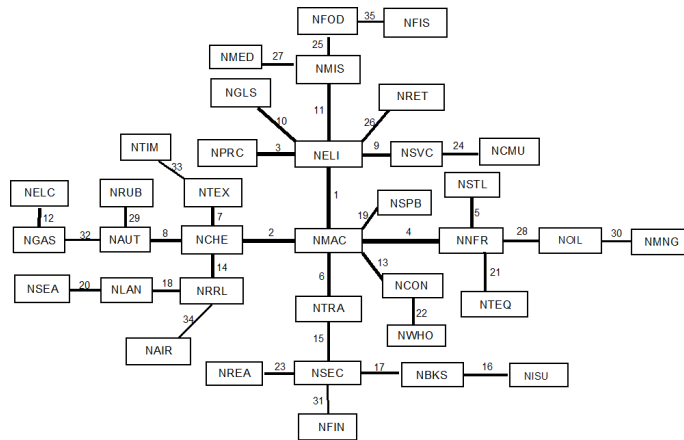 35
NFOD
NFIS
25
27
NMED
NMIS
NGLS
NRET
11
10
26
NTIM
NPRC
3
NELI
9
NSVC
24
NCMU
33
NELC
NRUB
NTEX
1
NSPB
NSTL
12
29
7
19
5
32
8
2
4
28
30
NGAS
NAUT
NCHE
NMAC
NNFR
NOIL
NMNG
14
6
13
21
NSEA
20
NLAN
18
NRRL
NCON
NTRA
NTEQ
34
22
15
NWHO
NAIR
23
17
16
NREA
NSEC
NBKS
NISU
31
NFIN